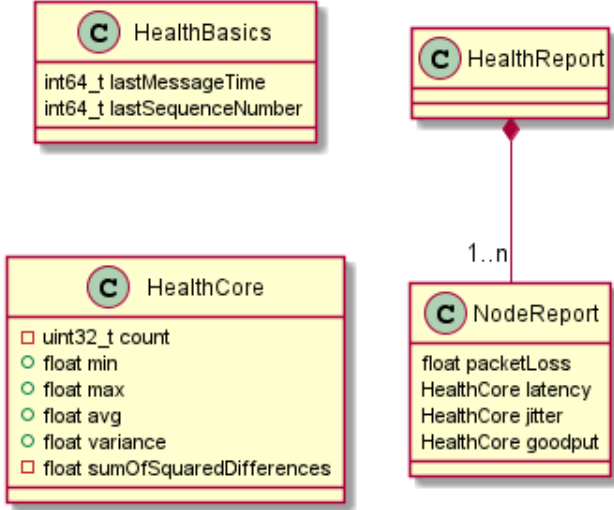 C HealthBasics
int64_t lastMessageTime
int64_t lastSequenceNumber
C HealthReport
1..n
C HealthCore
uint32_t count
float min
float max
float avg
float variance
float sumOfSquaredDifferences
C NodeReport
float packetLoss
HealthCore latency
HealthCore jitter
HealthCore goodput